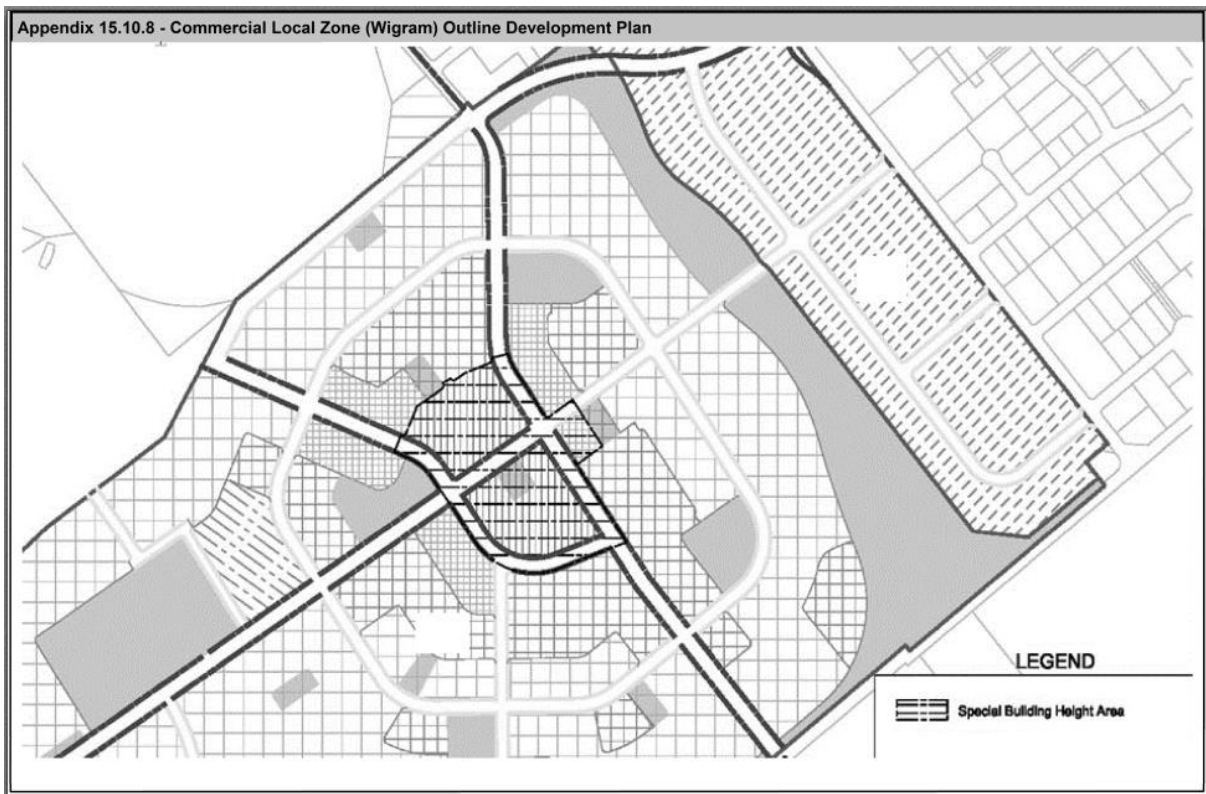 Appendix 15.10.8 - Commercial Local Zone (Wigram) Outline Development Plan
LEGEND
Special Building Height Area